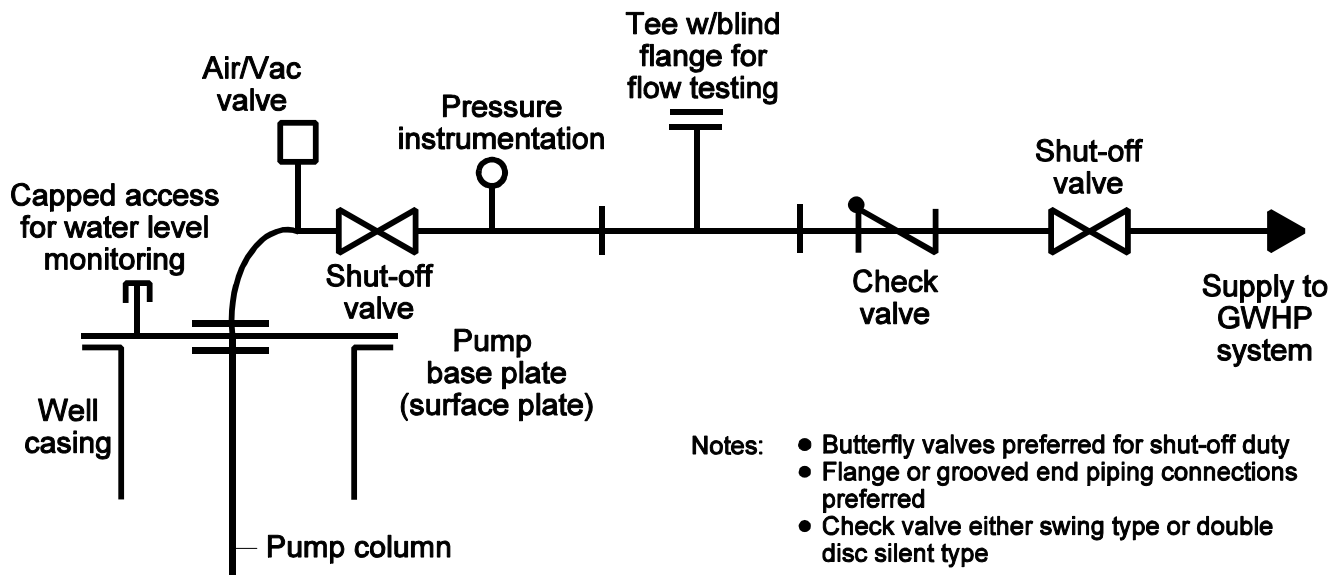 Tee w/blind
flange for
flow testing
Air/Vac
valve
Pressure
instrumentation
Shut-off
valve
Capped access
for water level
monitoring
Shut-off
valve
Check
valve
Supply to
GWHP
system
Pump
base plate
(surface plate)
Well
casing
Pump column
Notes:
● Butterfly valves preferred for shut-off duty
● Flange or grooved end piping connections
preferred
● Check valve either swing type or double
disc silent type